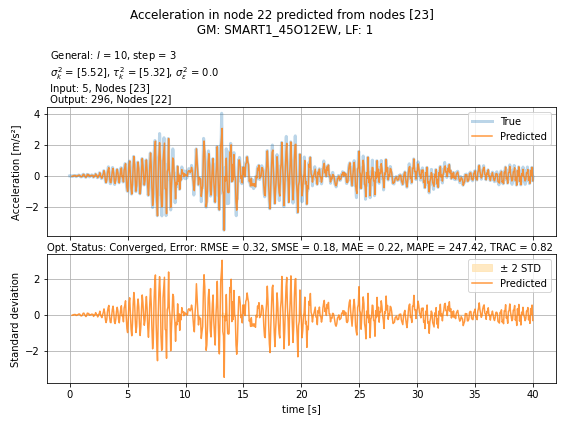 Acceleration in node 22 predicted from nodes [23]
GM: SMART1_45O12EW, LF: 1
General: l = 10, step = 3
σ²ₖ = [5.52], τ²ₖ = [5.32], σ²ε = 0.0
Input: 5, Nodes [23]
Output: 296, Nodes [22]
Acceleration [m/s²]
4
2
0
−2
True
Predicted
Opt. Status: Converged, Error: RMSE = 0.32, SMSE = 0.18, MAE = 0.22, MAPE = 247.42, TRAC = 0.82
Standard deviation
2
0
−2
± 2 STD
Predicted
0 5 10 15 20 25 30 35 40
time [s]